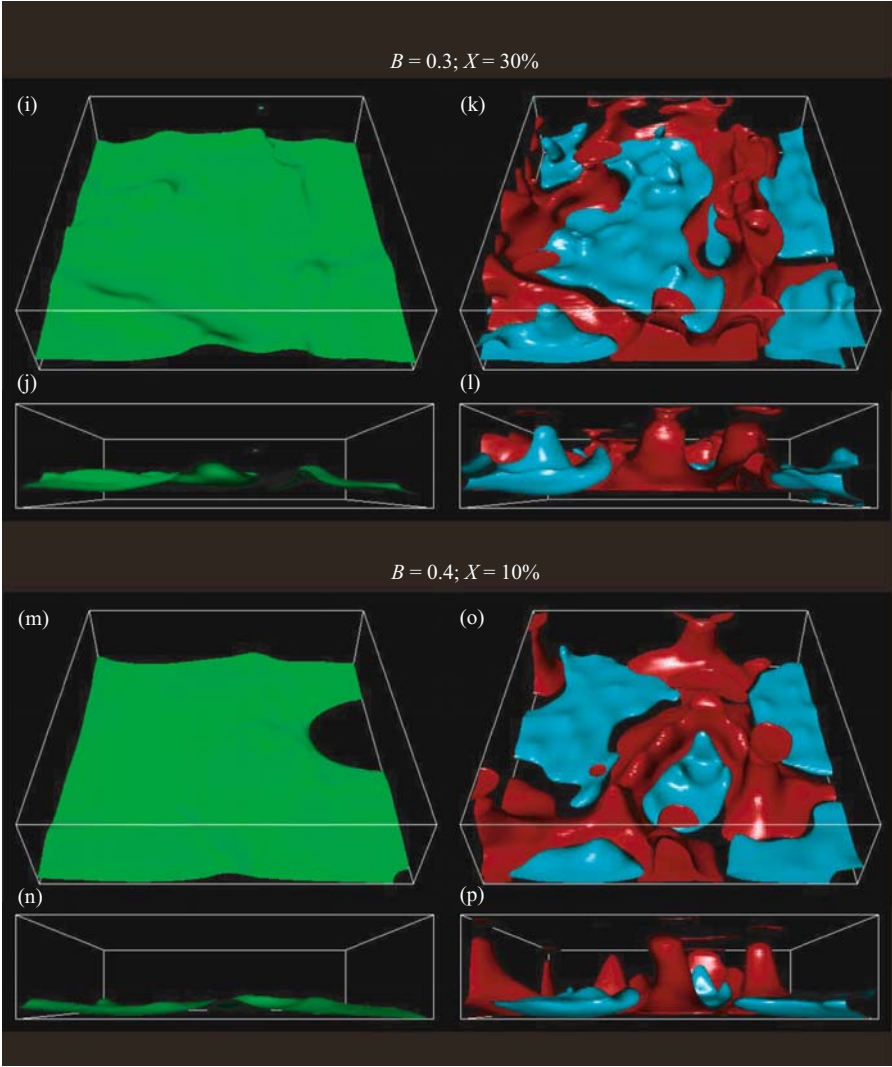 B = 0.3; X = 30%
(i)
(k)
(j)
(l)
B = 0.4; X = 10%
(m)
(o)
(n)
(p)